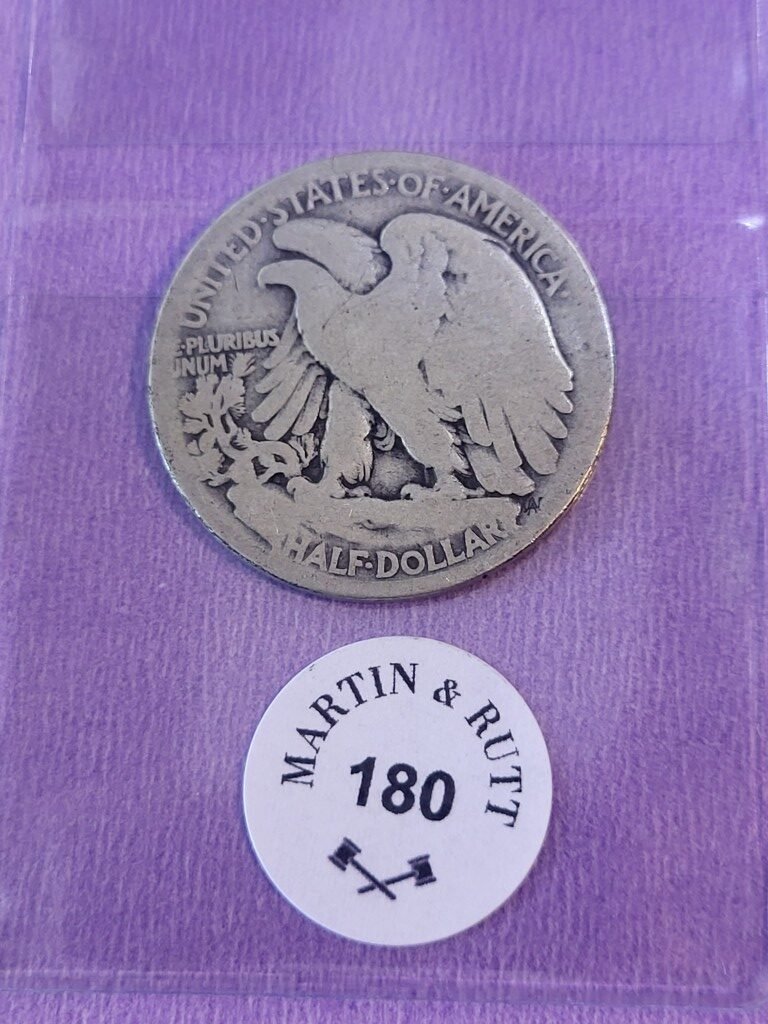 UNITED·STATES·OF·AMERICA
E·PLURIBUS
UNUM
HALF·DOLLAR
MARTIN & RUTT
180